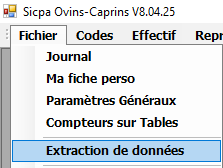 Sicpa Ovins-Caprins V8.04.25
Fichier Codes Effectif Repr
Journal
Ma fiche perso
Paramètres Généraux
Compteurs sur Tables
Extraction de données